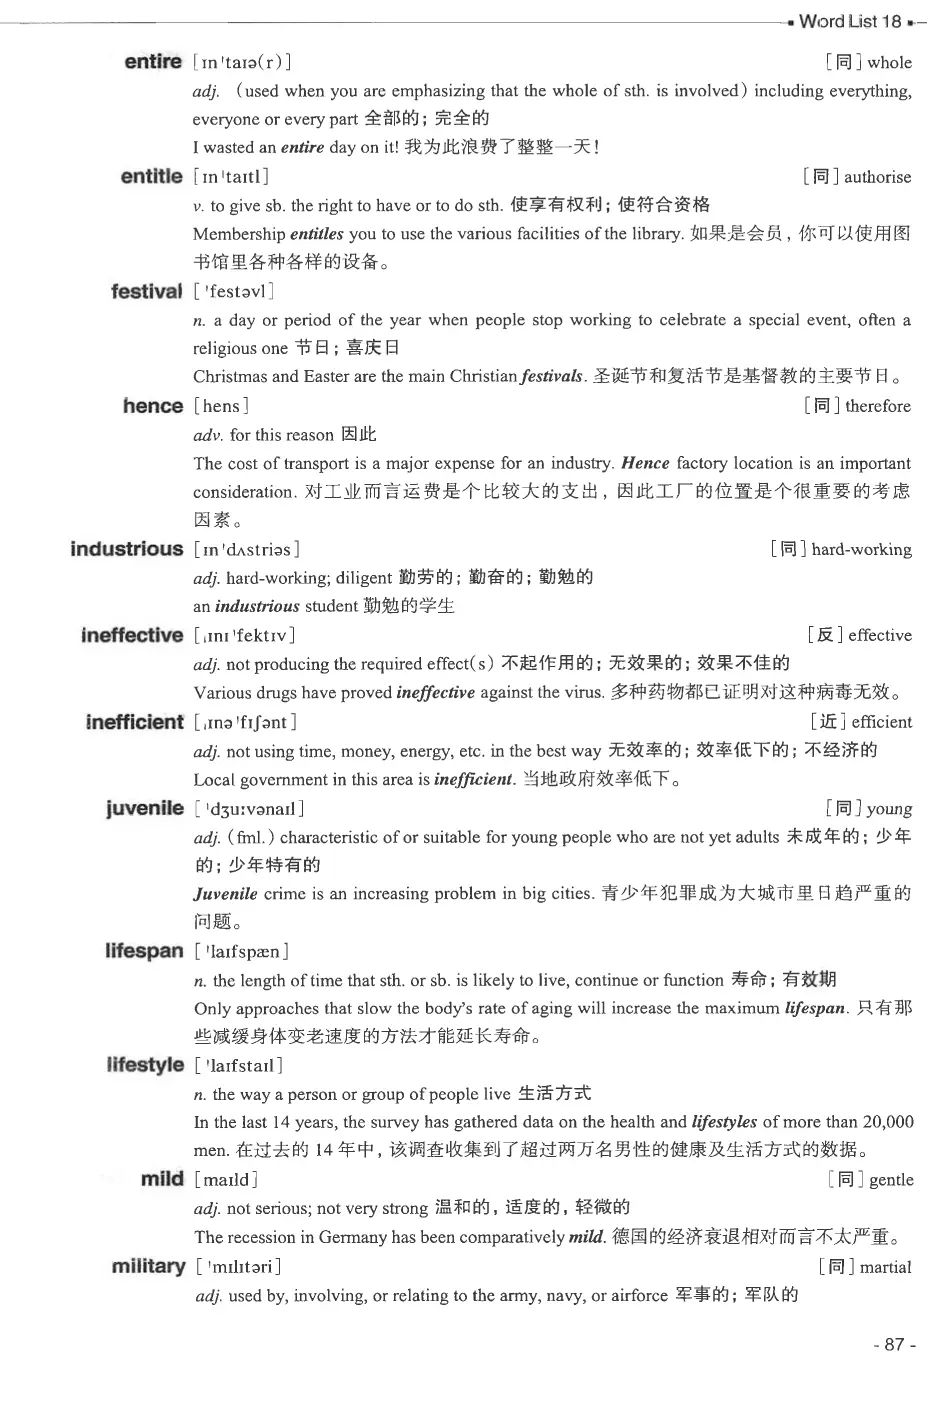 Word List 18
entire [ɪnˈtaɪə(r)] [同] whole
adj. (used when you are emphasizing that the whole of sth. is involved) including everything,
everyone or every part 全部的；完全的
I wasted an entire day on it! 我为此浪费了整整一天！
entitle [ɪnˈtaɪtl] [同] authorise
v. to give sb. the right to have or to do sth. 使享有权利；使符合资格
Membership entitles you to use the various facilities of the library. 如果是会员，你可以使用图
书馆里各种各样的设备。
festival [ˈfestəvl]
n. a day or period of the year when people stop working to celebrate a special event, often a
religious one 节日；喜庆日
Christmas and Easter are the main Christian festivals. 圣诞节和复活节是基督教的主要节日。
hence [hens] [同] therefore
adv. for this reason 因此
The cost of transport is a major expense for an industry. Hence factory location is an important
consideration. 对工业而言运费是个比较大的支出，因此工厂的位置是个很重要的考虑
因素。
industrious [ɪnˈdʌstriəs] [同] hard-working
adj. hard-working; diligent 勤劳的；勤奋的；勤勉的
an industrious student 勤勉的学生
ineffective [ˌɪnɪˈfektɪv] [反] effective
adj. not producing the required effect(s) 不起作用的；无效果的；效果不佳的
Various drugs have proved ineffective against the virus. 多种药物都已证明对这种病毒无效。
inefficient [ˌɪnəˈfɪʃənt] [近] efficient
adj. not using time, money, energy, etc. in the best way 无效率的；效率低下的；不经济的
Local government in this area is inefficient. 当地政府效率低下。
juvenile [ˈdʒuːvənaɪl] [同] young
adj. (fml.) characteristic of or suitable for young people who are not yet adults 未成年的；少年
的；少年特有的
Juvenile crime is an increasing problem in big cities. 青少年犯罪成为大城市里日趋严重的
问题。
lifespan [ˈlaɪfspæn]
n. the length of time that sth. or sb. is likely to live, continue or function 寿命；有效期
Only approaches that slow the body's rate of aging will increase the maximum lifespan. 只有那
些减缓身体变老速度的方法才能延长寿命。
lifestyle [ˈlaɪfstaɪl]
n. the way a person or group of people live 生活方式
In the last 14 years, the survey has gathered data on the health and lifestyles of more than 20,000
men. 在过去的 14 年中，该调查收集到了超过两万名男性的健康及生活方式的数据。
mild [maɪld] [同] gentle
adj. not serious; not very strong 温和的，适度的，轻微的
The recession in Germany has been comparatively mild. 德国的经济衰退相对而言不太严重。
military [ˈmɪlɪtəri] [同] martial
adj. used by, involving, or relating to the army, navy, or airforce 军事的；军队的
- 87 -